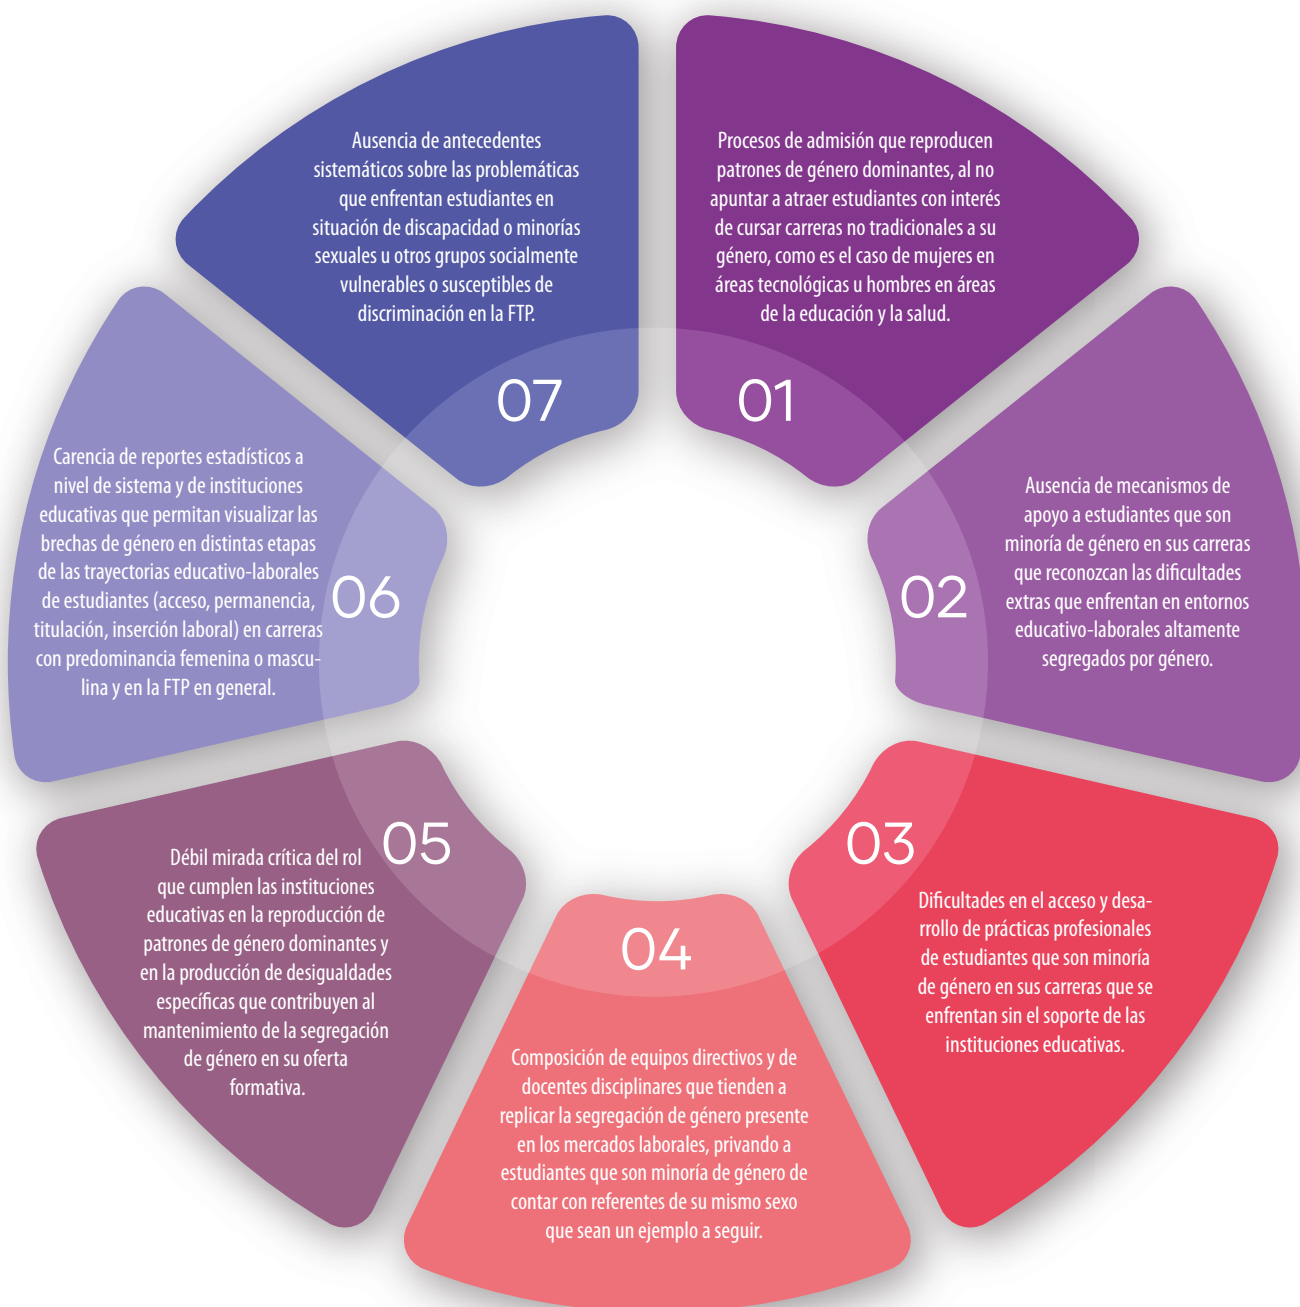 Procesos de admisión que reproducen
patrones de género dominantes, al no
apuntar a atraer estudiantes con interés
de cursar carreras no tradicionales a su
género, como es el caso de mujeres en
áreas tecnológicas u hombres en áreas
de la educación y la salud.
01
Ausencia de mecanismos de
apoyo a estudiantes que son
minoría de género en sus carreras
que reconozcan las dificultades
extras que enfrentan en entornos
educativo-laborales altamente
segregados por género.
02
03
Dificultades en el acceso y desa-
rrollo de prácticas profesionales
de estudiantes que son minoría
de género en sus carreras que se
enfrentan sin el soporte de las
instituciones educativas.
04
Composición de equipos directivos y de
docentes disciplinares que tienden a
replicar la segregación de género presente
en los mercados laborales, privando a
estudiantes que son minoría de género de
contar con referentes de su mismo sexo
que sean un ejemplo a seguir.
05
Débil mirada crítica del rol
que cumplen las instituciones
educativas en la reproducción de
patrones de género dominantes y
en la producción de desigualdades
específicas que contribuyen al
mantenimiento de la segregación
de género en su oferta
formativa.
06
Carencia de reportes estadísticos a
nivel de sistema y de instituciones
educativas que permitan visualizar las
brechas de género en distintas etapas
de las trayectorias educativo-laborales
de estudiantes (acceso, permanencia,
titulación, inserción laboral) en carreras
con predominancia femenina o mascu-
lina y en la FTP en general.
Ausencia de antecedentes
sistemáticos sobre las problemáticas
que enfrentan estudiantes en
situación de discapacidad o minorías
sexuales u otros grupos socialmente
vulnerables o susceptibles de
discriminación en la FTP.
07